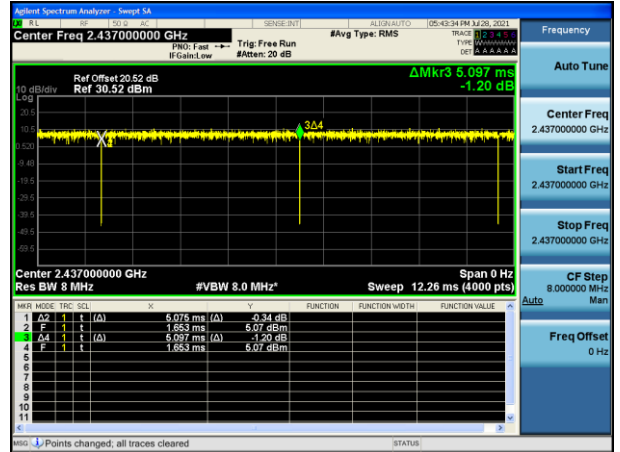 Agilent Spectrum Analyzer - Swept SA
RL RF 50 Ω AC SENSE:INT ALIGNAUTO 05:43:34 PM Jul 28, 2021
Center Freq 2.437000000 GHz #Avg Type: RMS TRACE 1 2 3 4 5 6
PNO: Fast Trig: Free Run TYPE
IFGain:Low #Atten: 20 dB DET A A A A A A
Ref Offset 20.52 dB ΔMkr3 5.097 ms
10 dB/div Ref 30.52 dBm -1.20 dB
Log
20.5
10.5
0.520
-9.48
-19.5
-29.5
-39.5
-49.5
-59.5
3Δ4
Center 2.437000000 GHz Span 0 Hz
Res BW 8 MHz #VBW 8.0 MHz* Sweep 12.26 ms (4000 pts)
MKR MODE TRC SCL X Y FUNCTION FUNCTION WIDTH FUNCTION VALUE
1 Δ2 1 t (Δ) 5.075 ms (Δ) -0.34 dB
2 F 1 t 1.653 ms 5.07 dBm
3 Δ4 1 t (Δ) 5.097 ms (Δ) -1.20 dB
4 F 1 t 1.653 ms 5.07 dBm
5
6
7
8
9
10
11
MSG Points changed; all traces cleared STATUS
Frequency
Auto Tune
Center Freq
2.437000000 GHz
Start Freq
2.437000000 GHz
Stop Freq
2.437000000 GHz
CF Step
8.000000 MHz
Auto Man
Freq Offset
0 Hz